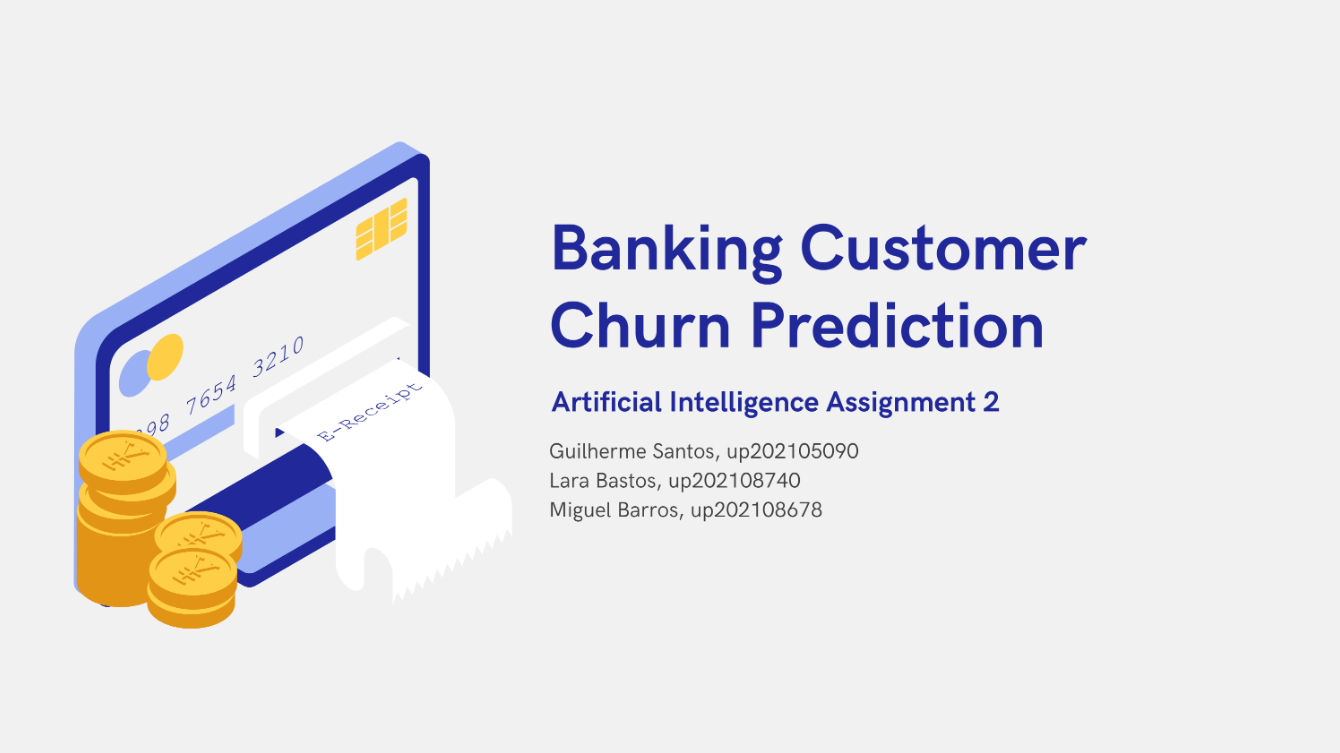 Banking Customer
Churn Prediction
Artificial Intelligence Assignment 2
Guilherme Santos, up202105090
Lara Bastos, up202108740
Miguel Barros, up202108678
98 7654 3210
E-Receipt